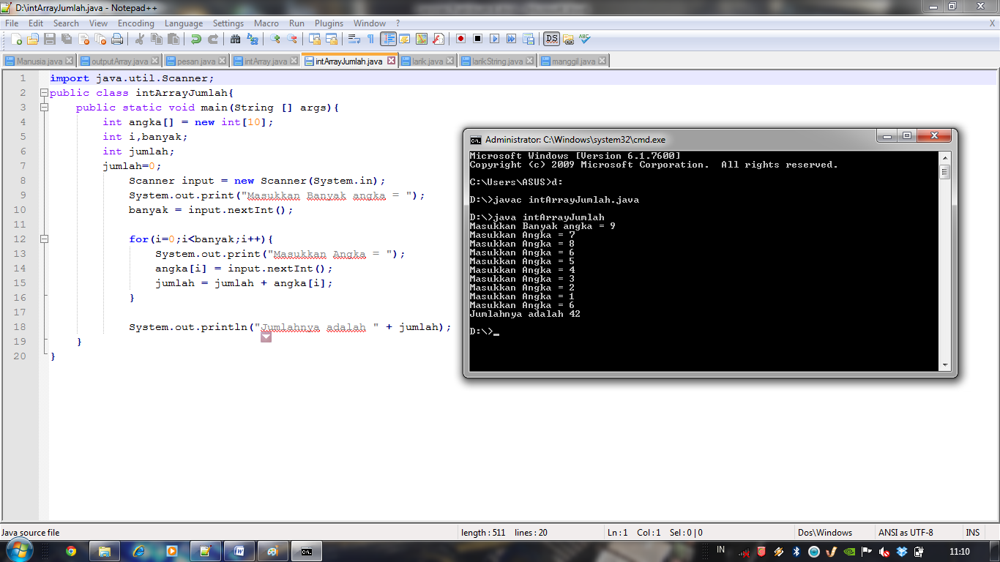 D:\intArrayJumlah.java - Notepad++
File Edit Search View Encoding Language Settings Macro Run Plugins Window ? X
Manusia.java outputArray.java pesan.java intArray.java intArrayJumlah.java larik.java larikString.java manggil.java
1 import java.util.Scanner;
2 public class intArrayJumlah{
3 public static void main(String [] args){
4 int angka[] = new int[10];
5 int i,banyak;
6 int jumlah;
7 jumlah=0;
8 Scanner input = new Scanner(System.in);
9 System.out.print("Masukkan Banyak angka = ");
10 banyak = input.nextInt();
11
12 for(i=0;i<banyak;i++){
13 System.out.print("Masukkan Angka = ");
14 angka[i] = input.nextInt();
15 jumlah = jumlah + angka[i];
16 }
17
18 System.out.println("Jumlahnya adalah " + jumlah);
19 }
20 }
Administrator: C:\Windows\system32\cmd.exe
Microsoft Windows [Version 6.1.7600]
Copyright (c) 2009 Microsoft Corporation.  All rights reserved.
C:\Users\ASUS>d:
D:\>javac intArrayJumlah.java
D:\>java intArrayJumlah
Masukkan Banyak angka = 9
Masukkan Angka = 7
Masukkan Angka = 8
Masukkan Angka = 6
Masukkan Angka = 5
Masukkan Angka = 4
Masukkan Angka = 3
Masukkan Angka = 2
Masukkan Angka = 1
Masukkan Angka = 6
Jumlahnya adalah 42
D:\>_
Java source file length : 511 lines : 20 Ln : 1 Col : 1 Sel : 0 | 0 Dos\Windows ANSI as UTF-8 INS
IN 11:10